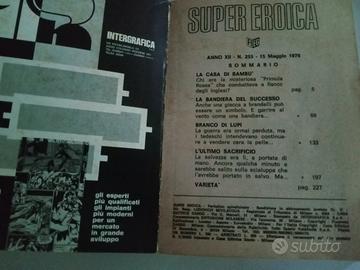 INTERGRAFICA
gli esperti
più qualificati
gli impianti
più moderni
per un
mercato
in grande
sviluppo
SUPER EROICA
ANNO XII - N. 253 - 15 Maggio 1976
SOMMARIO
LA CASA DI BAMBU'
Chi era la misteriosa "Primula
Rossa" che combatteva a fianco
degli inglesi? pag. 5
LA BANDIERA DEL SUCCESSO
Anche una giacca a brandelli può
essere un simbolo. E garrire al
vento come una bandiera... » 69
BRANCO DI LUPI
La guerra era ormai perduta, ma
i tedeschi intendevano continua-
re a vendere cara la pelle... » 133
L'ULTIMO SACRIFICIO
La salvezza era lì, a portata di
mano. Ancora qualche minuto e
sarebbe salito sulla scialuppa che
l'avrebbe portato in salvo. Ma... » 197
VARIETA' pag. 227
subito